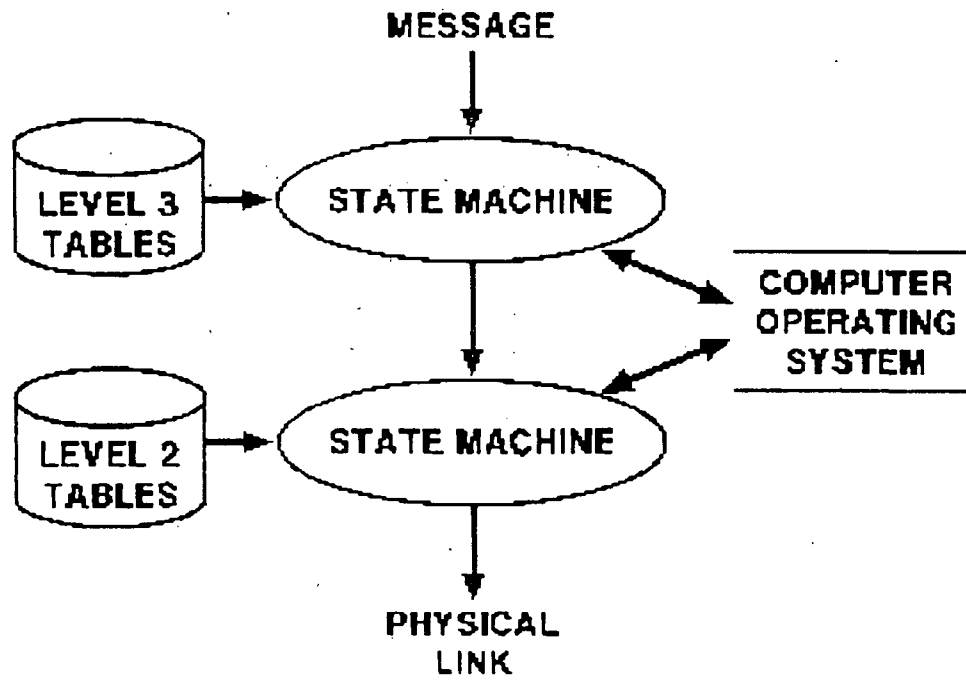 MESSAGE
LEVEL 3
TABLES
STATE MACHINE
COMPUTER
OPERATING
SYSTEM
LEVEL 2
TABLES
STATE MACHINE
PHYSICAL
LINK